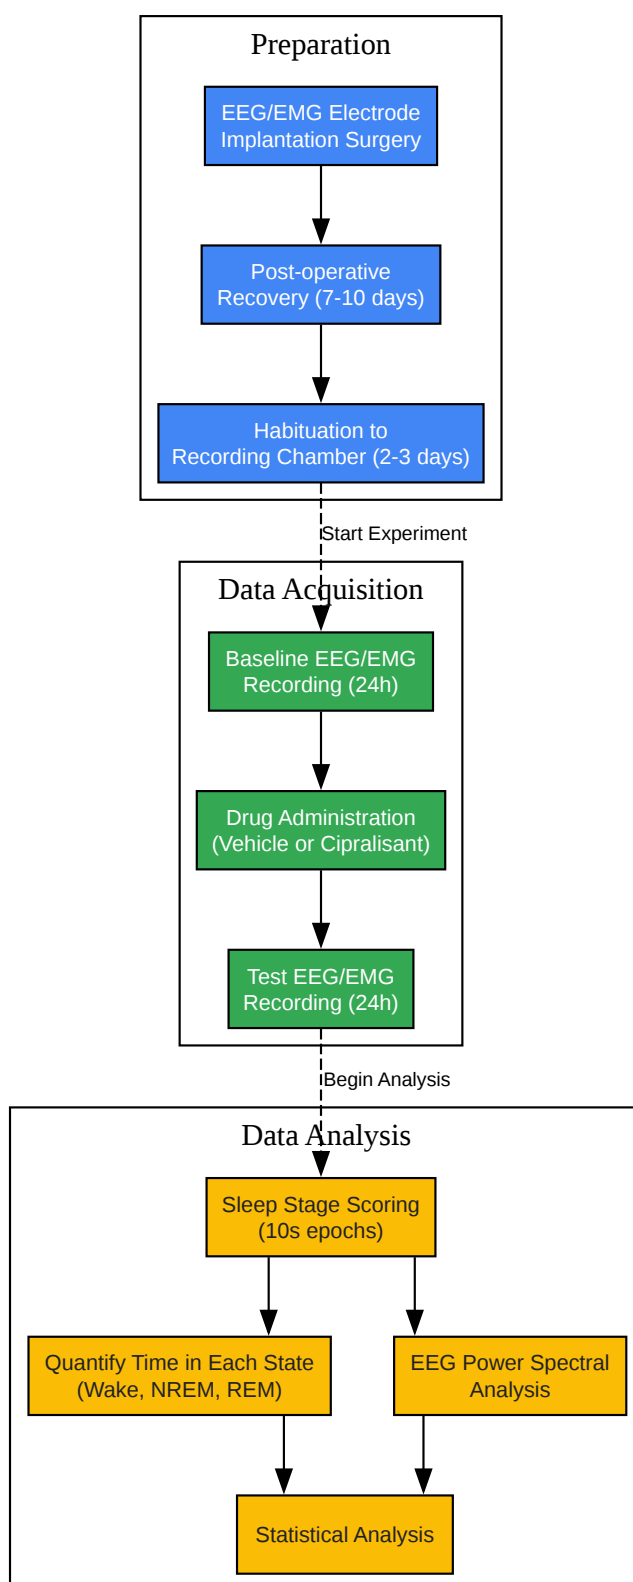 Preparation
EEG/EMG Electrode
Implantation Surgery
Post-operative
Recovery (7-10 days)
Habituation to
Recording Chamber (2-3 days)
Start Experiment
Data Acquisition
Baseline EEG/EMG
Recording (24h)
Drug Administration
(Vehicle or Cipralisant)
Test EEG/EMG
Recording (24h)
Begin Analysis
Data Analysis
Sleep Stage Scoring
(10s epochs)
Quantify Time in Each State
(Wake, NREM, REM)
EEG Power Spectral
Analysis
Statistical Analysis